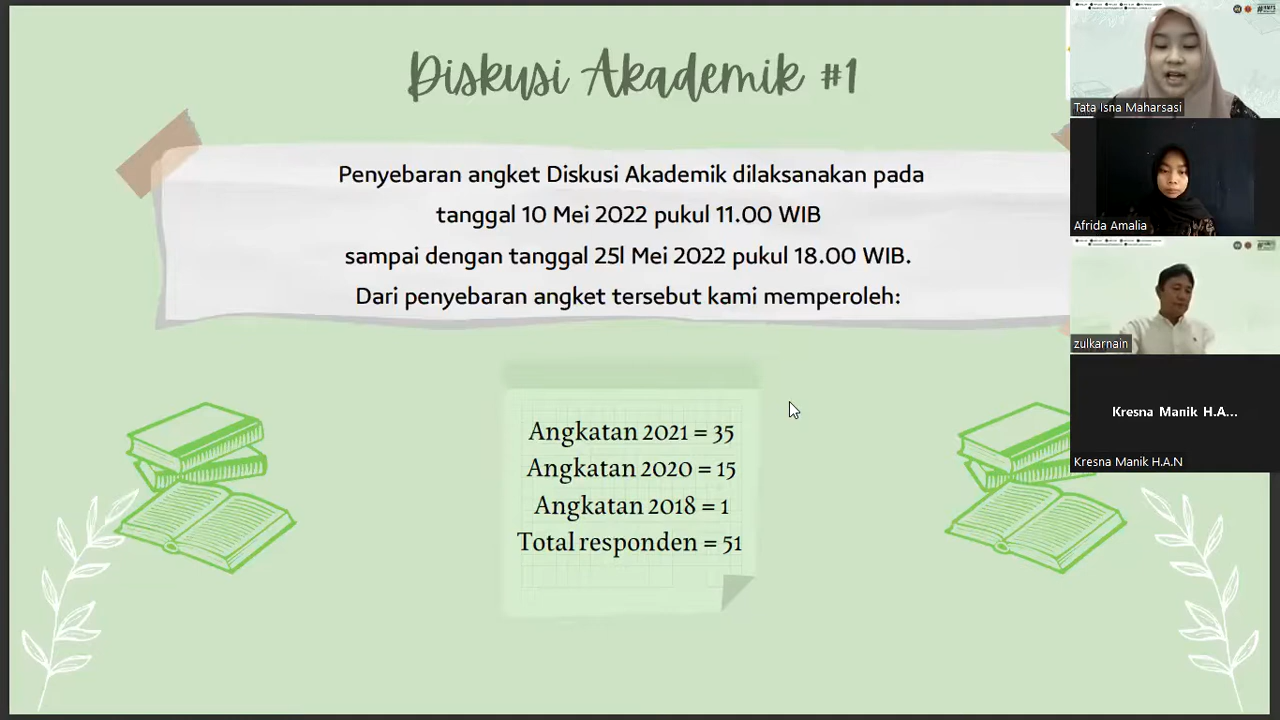 Diskusi Akademik #1
Penyebaran angket Diskusi Akademik dilaksanakan pada
tanggal 10 Mei 2022 pukul 11.00 WIB
sampai dengan tanggal 25l Mei 2022 pukul 18.00 WIB.
Dari penyebaran angket tersebut kami memperoleh:
Angkatan 2021 = 35
Angkatan 2020 = 15
Angkatan 2018 = 1
Total responden = 51
Tata Isna Maharsasi
Afrida Amalia
zulkarnain
Kresna Manik H.A...
Kresna Manik H.A.N